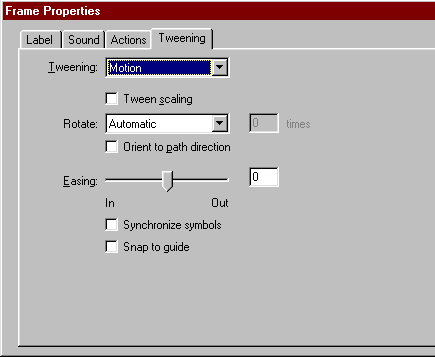 Frame Properties
Label Sound Actions Tweening
Tweening: Motion
Tween scaling
Rotate: Automatic 0 times
Orient to path direction
Easing: 0
In Out
Synchronize symbols
Snap to guide